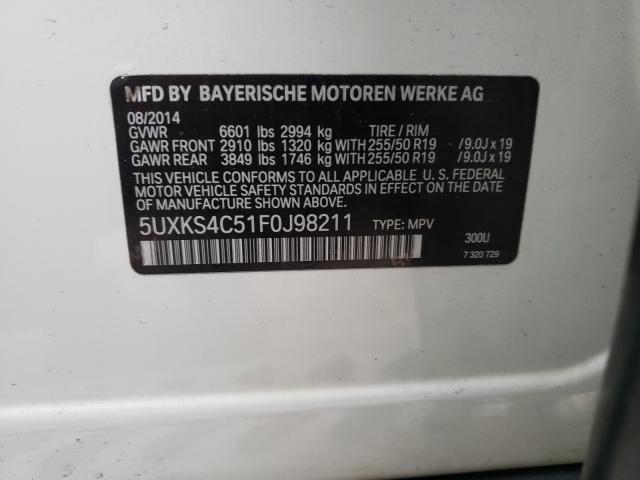 MFD BY BAYERISCHE MOTOREN WERKE AG
08/2014
GVWR 6601 lbs 2994 kg TIRE / RIM
GAWR FRONT 2910 lbs 1320 kg WITH 255/50 R19 /9.0J x 19
GAWR REAR 3849 lbs 1746 kg WITH 255/50 R19 /9.0J x 19
THIS VEHICLE CONFORMS TO ALL APPLICABLE U. S. FEDERAL
MOTOR VEHICLE SAFETY STANDARDS IN EFFECT ON THE DATE
OF MANUFACTURE SHOWN ABOVE.
5UXKS4C51F0J98211 TYPE: MPV
300U
7 320 729